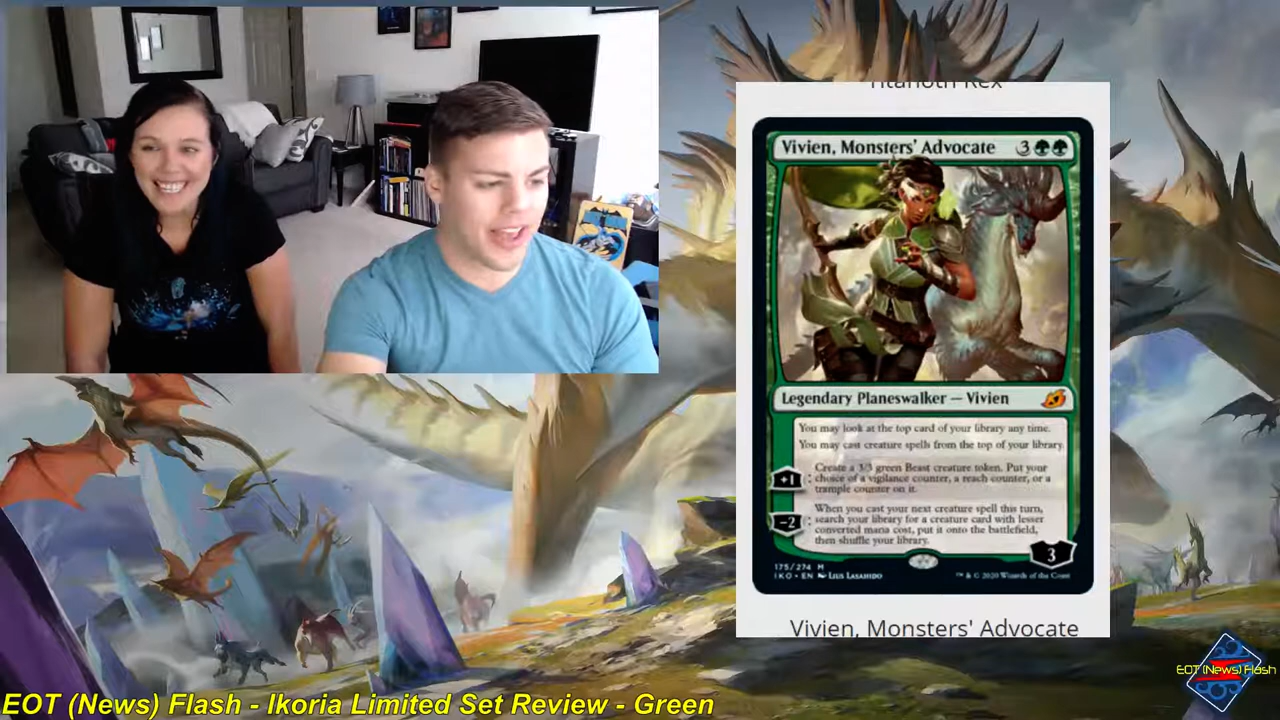 Titanoth Rex
Vivien, Monsters' Advocate 3
Legendary Planeswalker — Vivien
You may look at the top card of your library any time.
You may cast creature spells from the top of your library.
+1: Create a 3/3 green Beast creature token. Put your
choice of a vigilance counter, a reach counter, or a
trample counter on it.
-2: When you cast your next creature spell this turn,
search your library for a creature card with lesser
converted mana cost, put it onto the battlefield,
then shuffle your library.
3
175/274 M
IKO • EN Lius Lasahido
™ & © 2020 Wizards of the Coast
Vivien, Monsters' Advocate
EOT (News) Flash
EOT (News) Flash - Ikoria Limited Set Review - Green